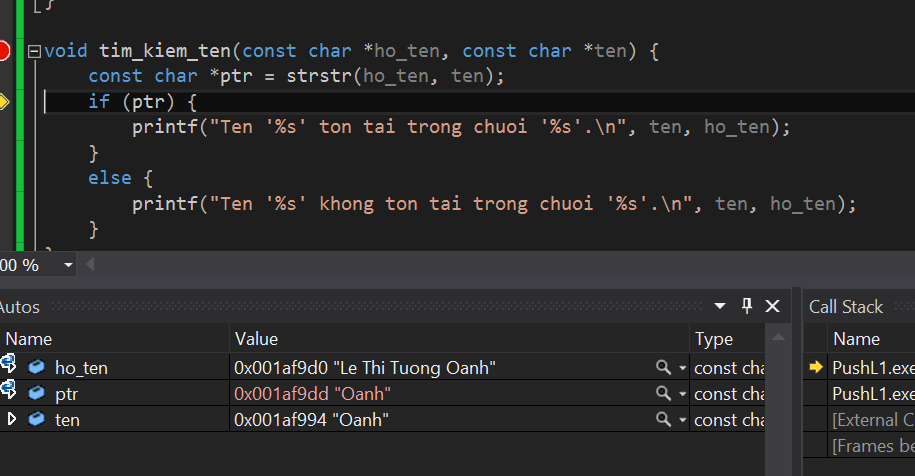 }
void tim_kiem_ten(const char *ho_ten, const char *ten) {
const char *ptr = strstr(ho_ten, ten);
if (ptr) {
printf("Ten '%s' ton tai trong chuoi '%s'.\n", ten, ho_ten);
}
else {
printf("Ten '%s' khong ton tai trong chuoi '%s'.\n", ten, ho_ten);
}
00 %
Autos
Name Value Type
ho_ten 0x001af9d0 "Le Thi Tuong Oanh" const cha
ptr 0x001af9dd "Oanh" const cha
ten 0x001af994 "Oanh" const cha
Call Stack
Name
PushL1.exe
PushL1.exe
[External C
[Frames be